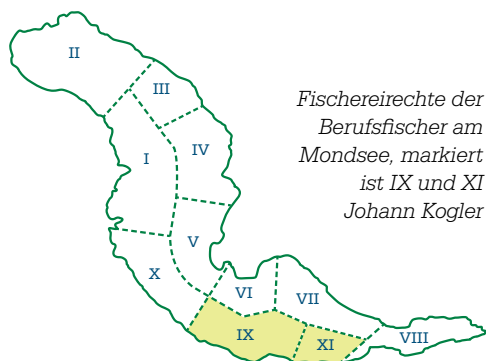 II
III
Fischereirechte der
Berufsfischer am
Mondsee, markiert
ist IX und XI
Johann Kogler
I
IV
V
X
VI
VII
IX
XI
VIII